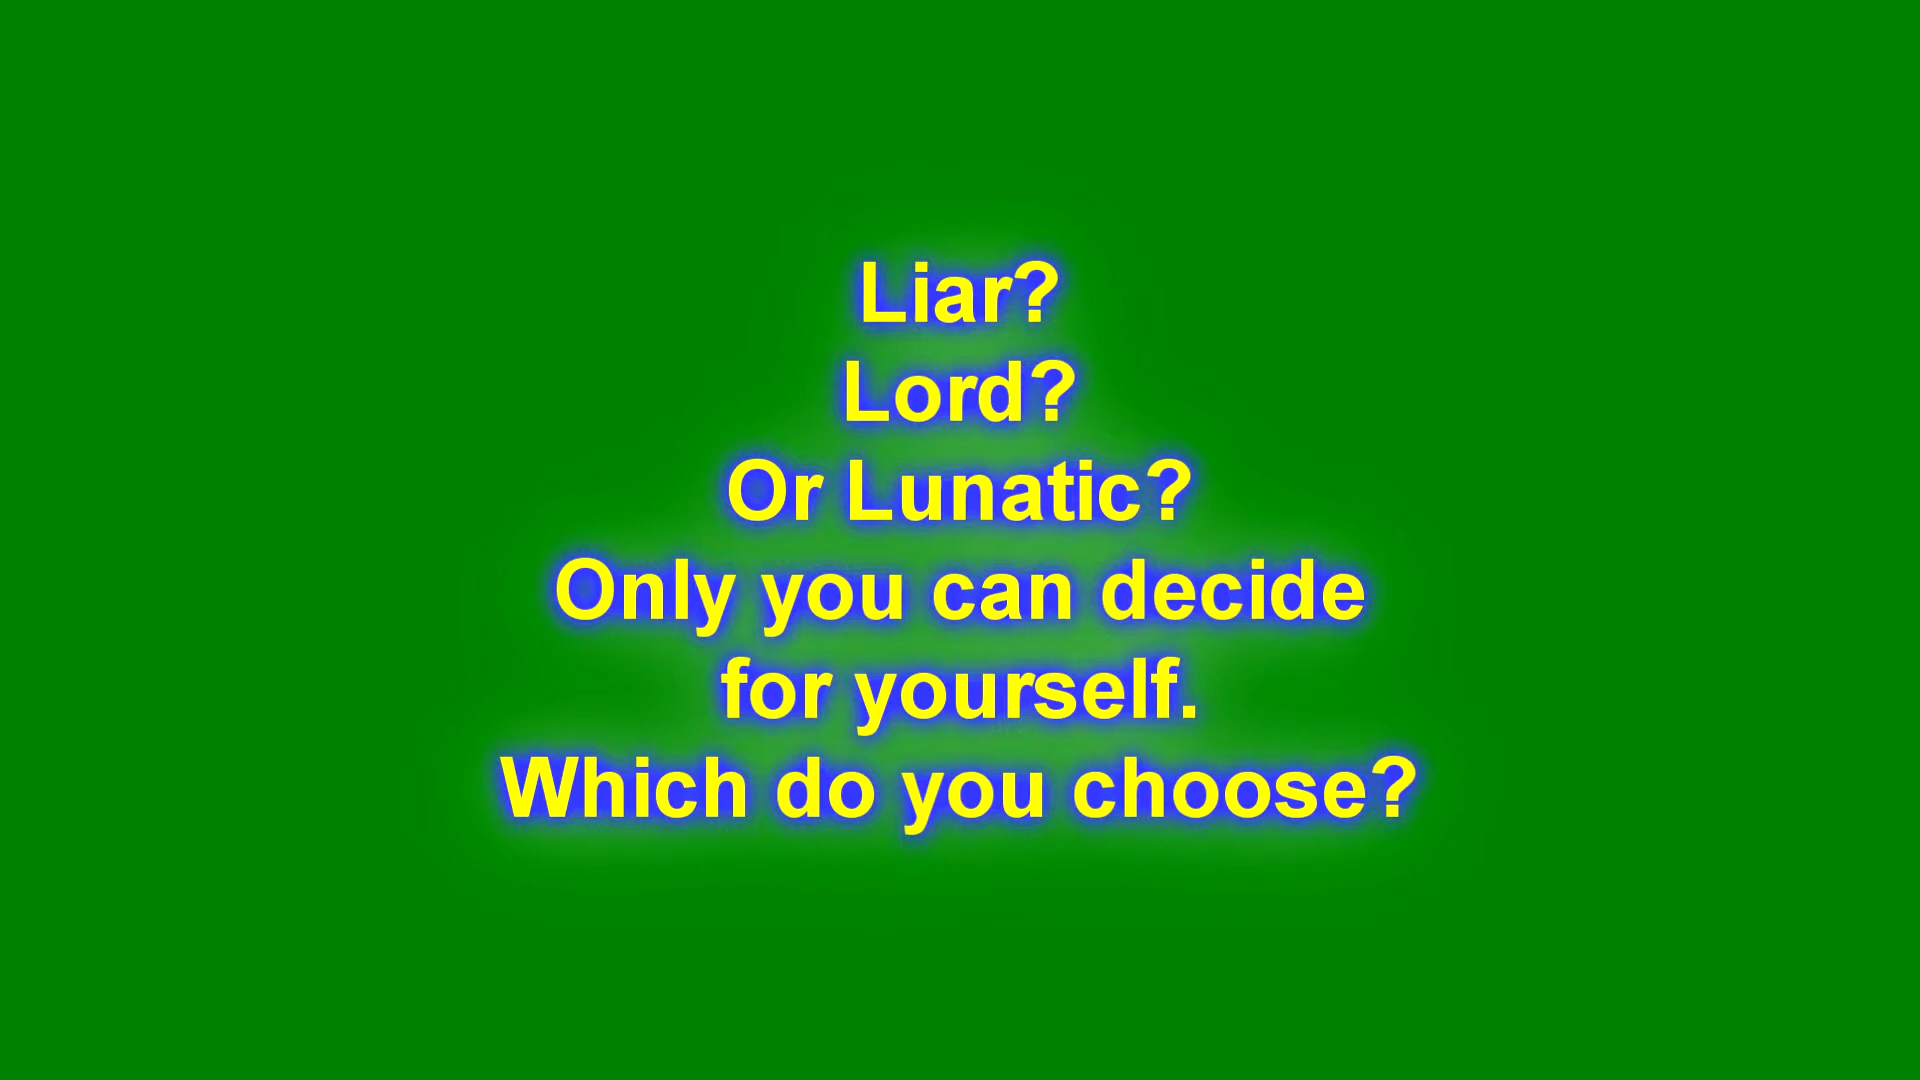 Liar?
Lord?
Or Lunatic?
Only you can decide
for yourself.
Which do you choose?